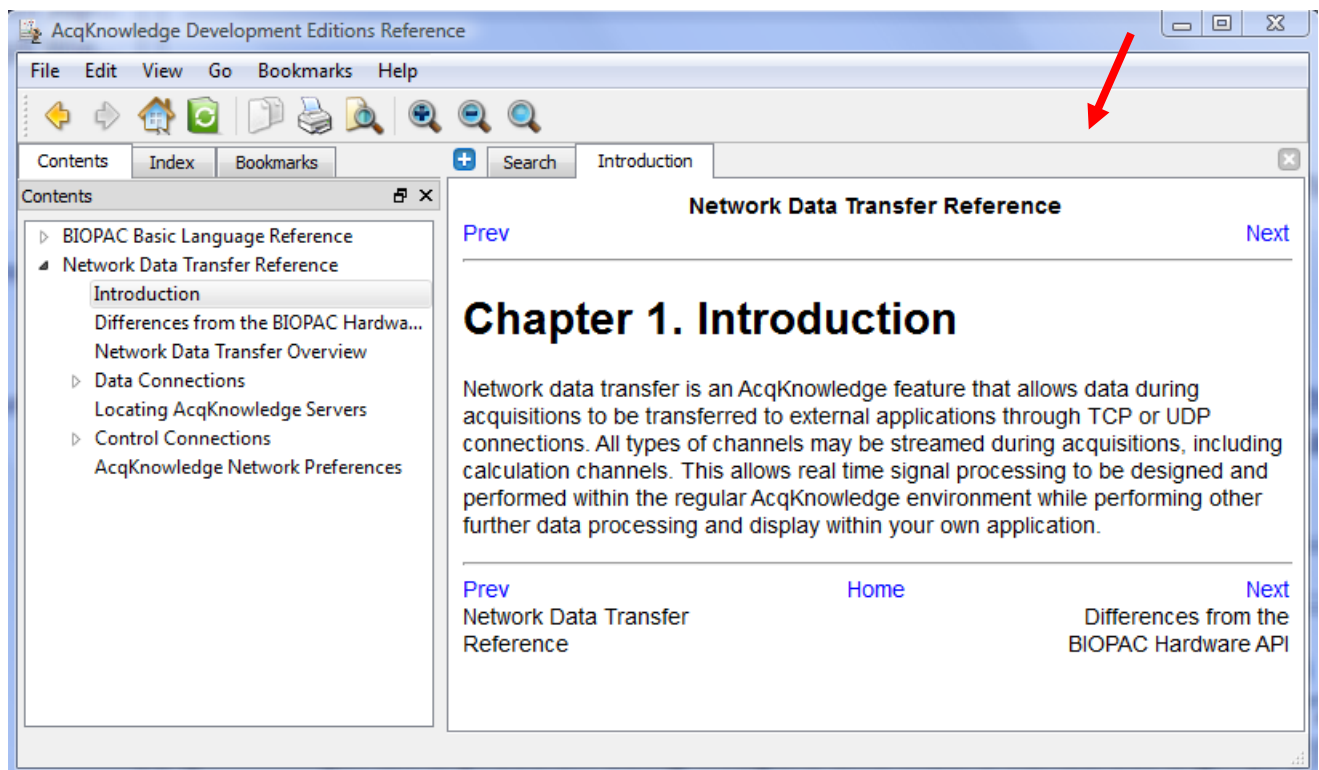 AcqKnowledge Development Editions Reference
File Edit View Go Bookmarks Help
Contents Index Bookmarks
Search Introduction
Contents
BIOPAC Basic Language Reference
Network Data Transfer Reference
Introduction
Differences from the BIOPAC Hardwa...
Network Data Transfer Overview
Data Connections
Locating AcqKnowledge Servers
Control Connections
AcqKnowledge Network Preferences
Network Data Transfer Reference
Prev Next
Chapter 1. Introduction
Network data transfer is an AcqKnowledge feature that allows data during
acquisitions to be transferred to external applications through TCP or UDP
connections. All types of channels may be streamed during acquisitions, including
calculation channels. This allows real time signal processing to be designed and
performed within the regular AcqKnowledge environment while performing other
further data processing and display within your own application.
Prev Home Next
Network Data Transfer Differences from the
Reference BIOPAC Hardware API